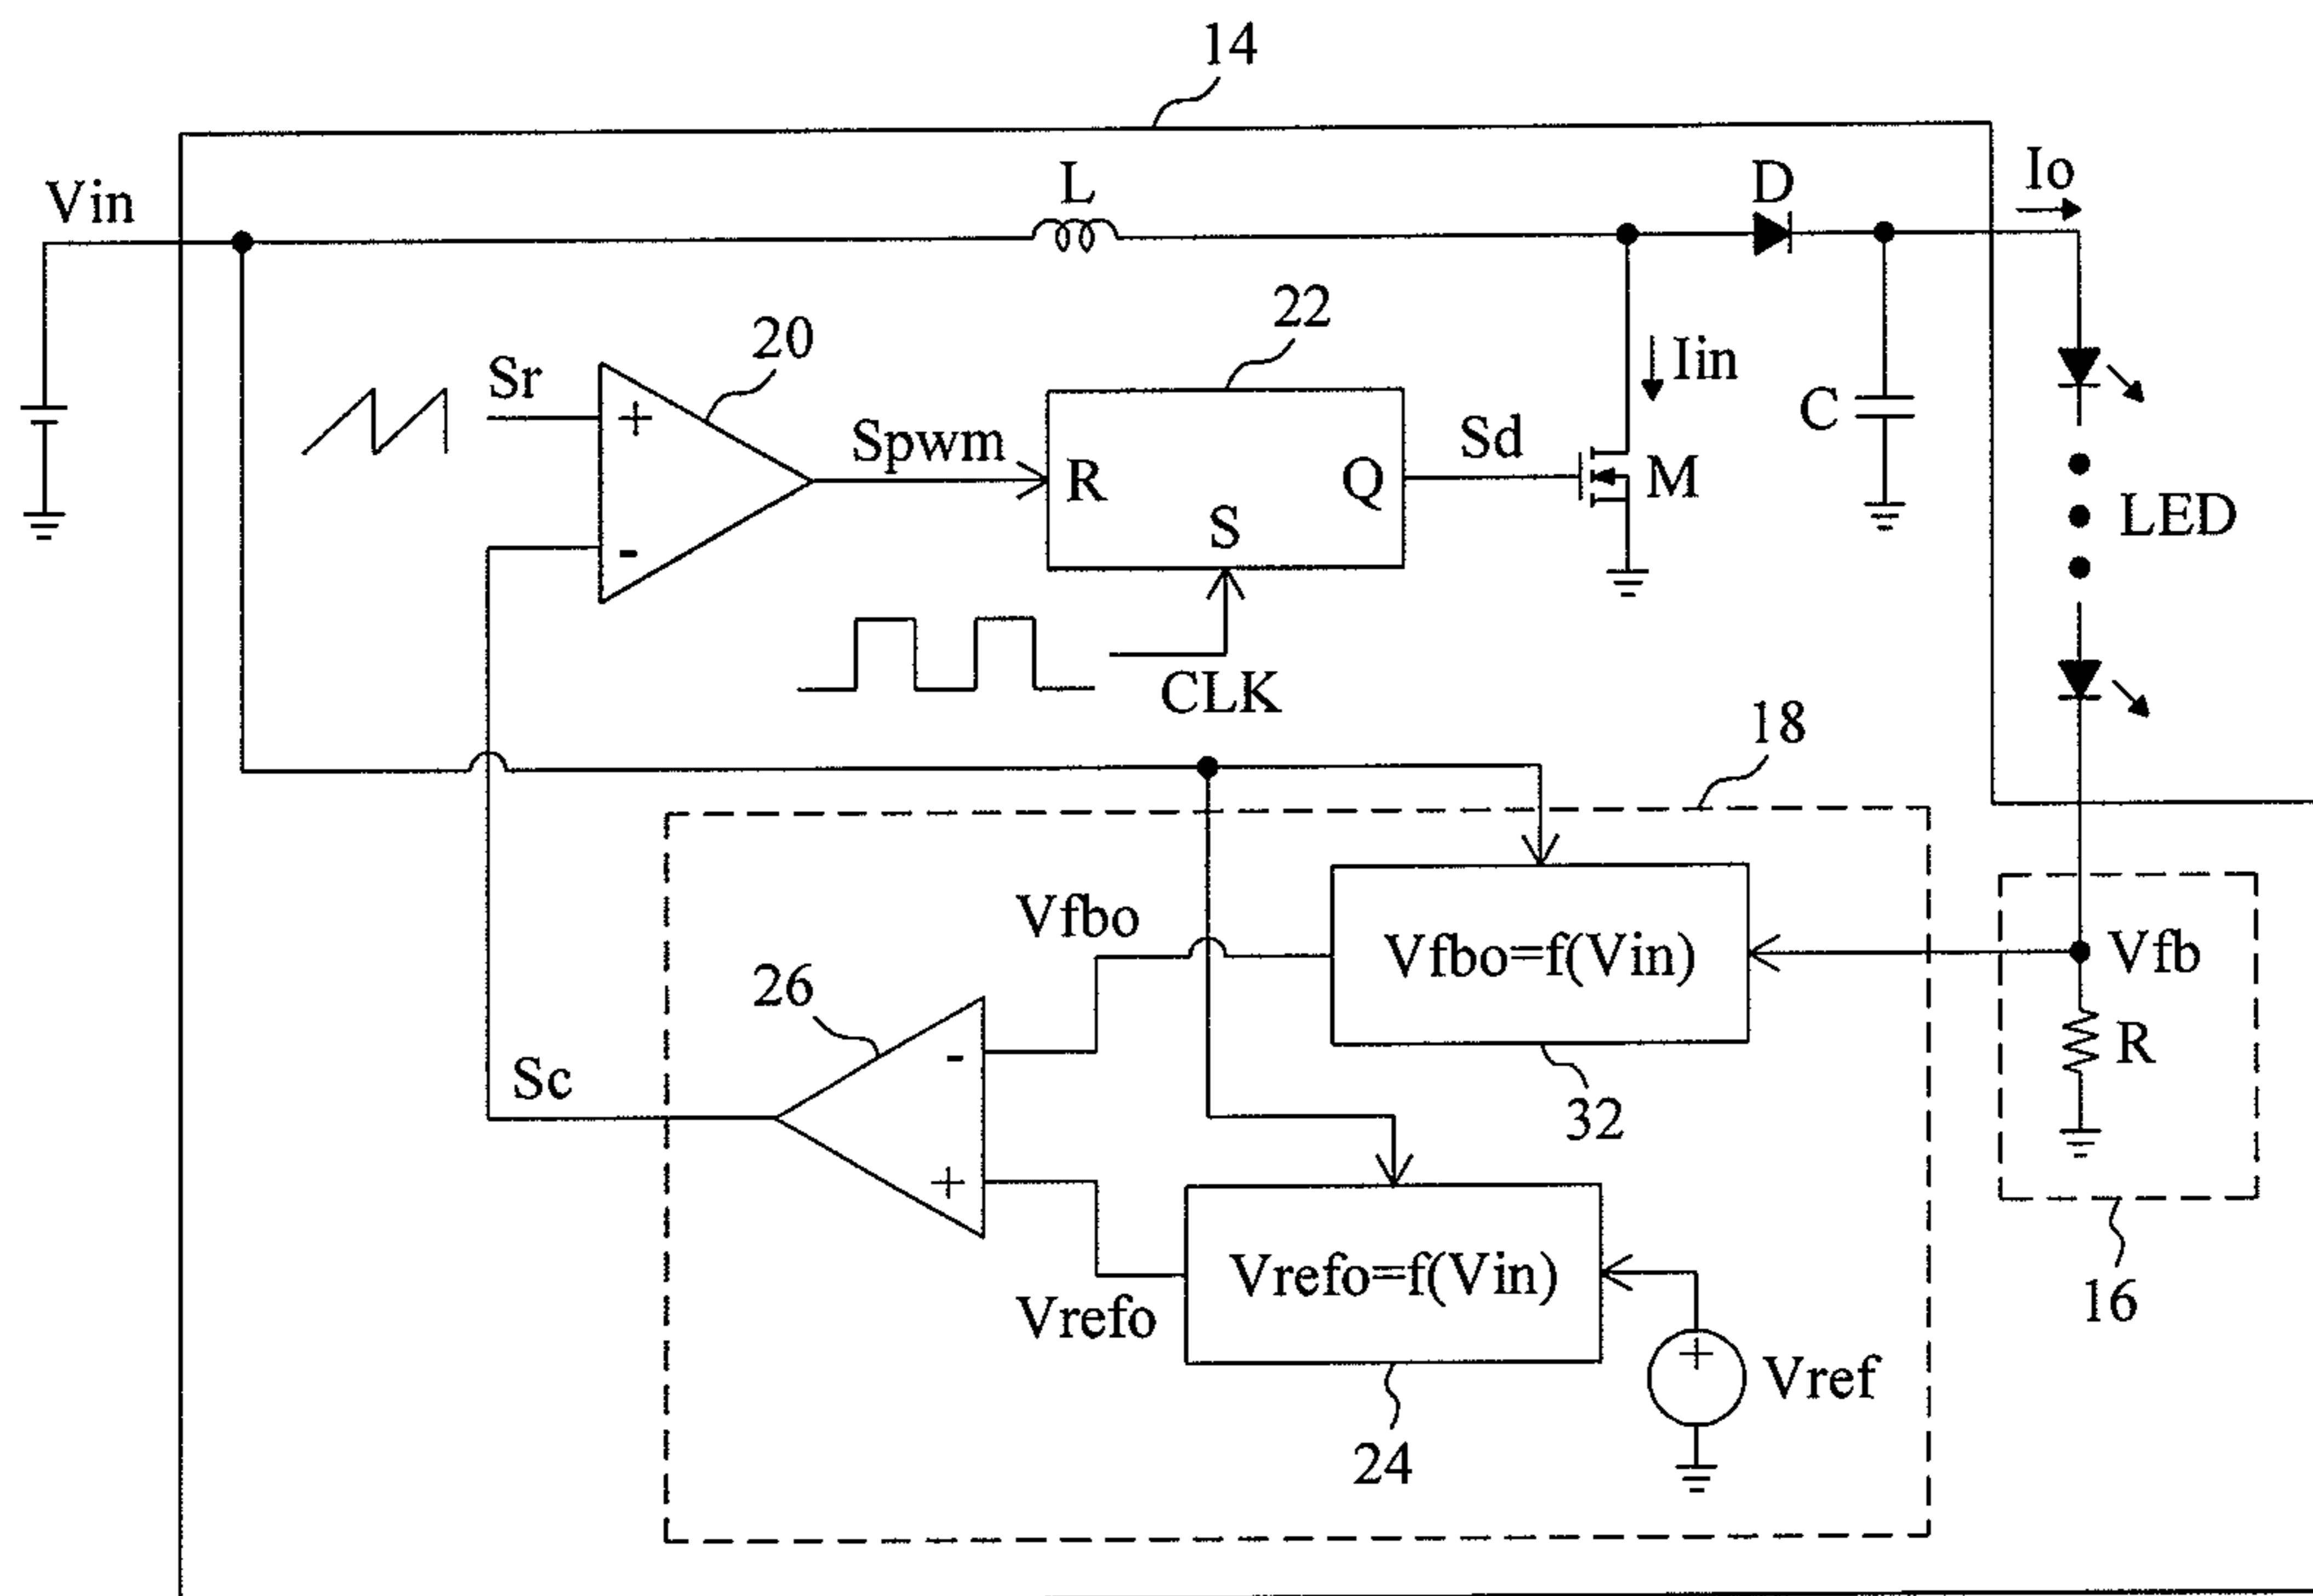 14
Vin
L
D
Io
Sr
+
-
20
Spwm
22
R
S
Q
CLK
Sd
Iin
M
C
LED
18
Vfbo
Vfbo=f(Vin)
32
Vfb
R
16
26
-
+
Sc
Vrefo
Vrefo=f(Vin)
24
+
Vref